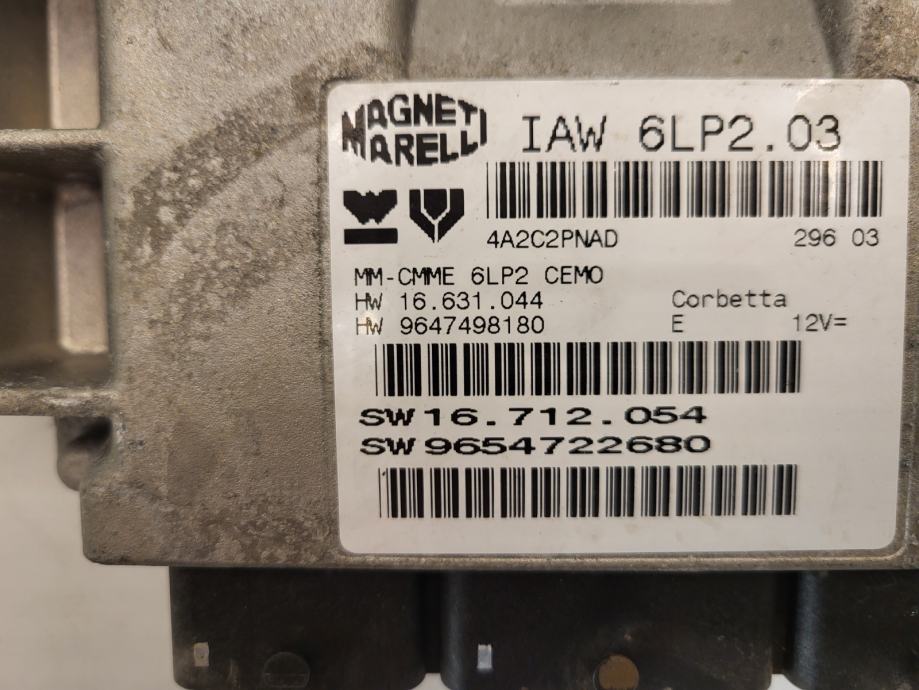 MAGNETI
MARELLI
IAW 6LP2.03
4A2C2PNAD 296 03
MM-CMME 6LP2 CEMO
HW 16.631.044 Corbetta
HW 9647498180 E 12V=
SW 16.712.054
SW 9654722680